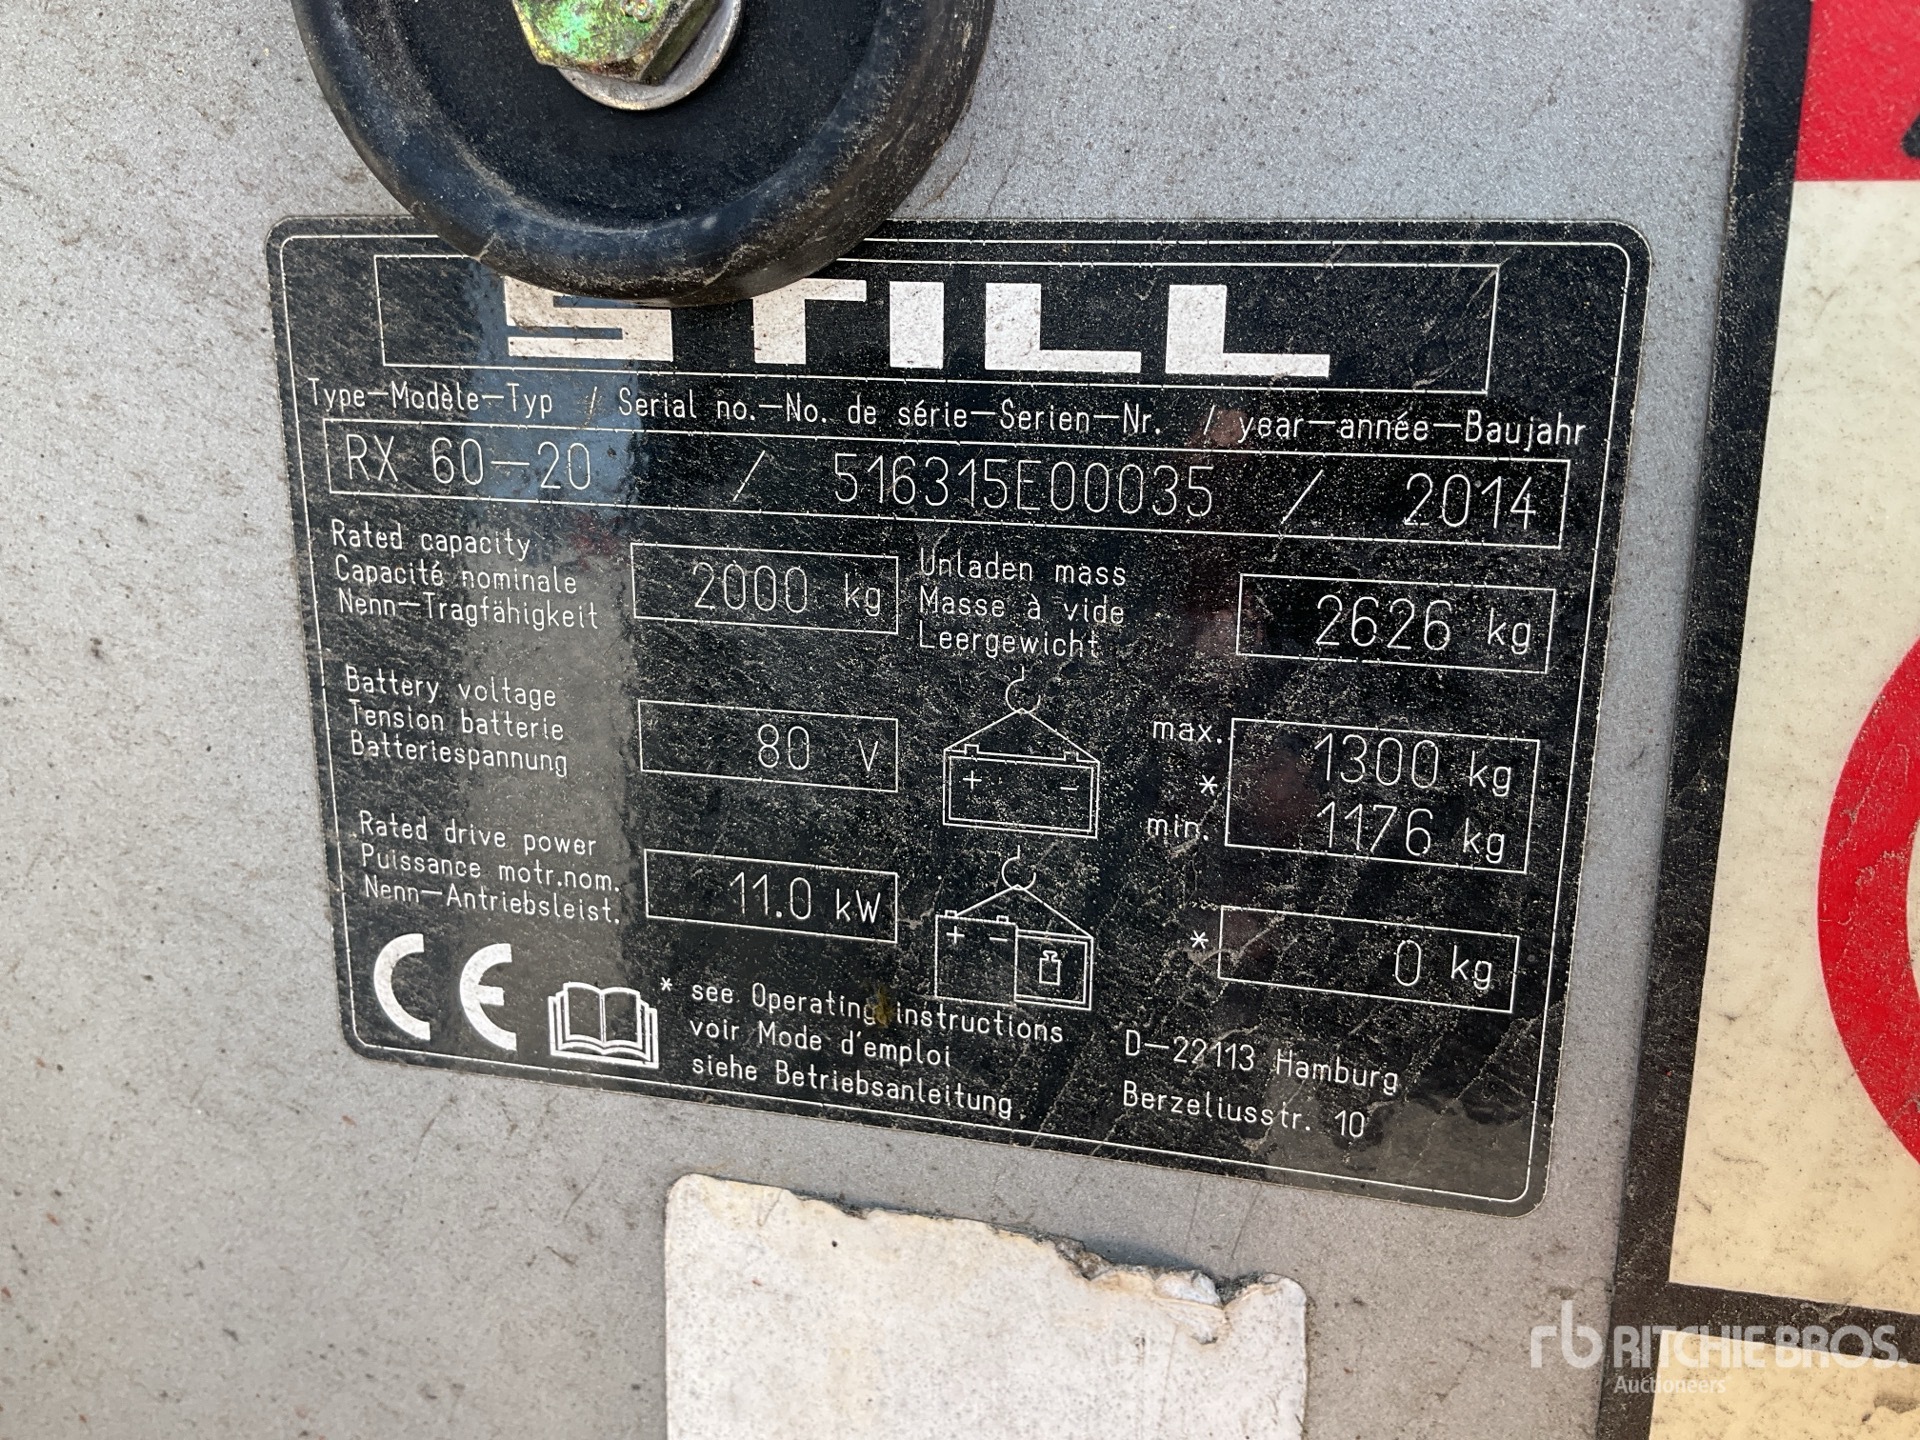 STILL
Type-Modèle-Typ / Serial no.-No. de série-Serien-Nr. / year-année-Baujahr
RX 60-20 / 516315E00035 / 2014
Rated capacity
Capacité nominale
Nenn-Tragfähigkeit
2000 kg
Unladen mass
Masse à vide
Leergewicht
2626 kg
Battery voltage
Tension batterie
Batteriespannung
80 V
+ -
max.
*
min.
1300 kg
1176 kg
Rated drive power
Puissance motr.nom.
Nenn-Antriebsleist.
11.0 kW
+ -
*
0 kg
CE
* see Operating instructions
voir Mode d'emploi
siehe Betriebsanleitung
D-22113 Hamburg
Berzeliusstr. 10
rb RITCHIE BROS.
Auctioneers